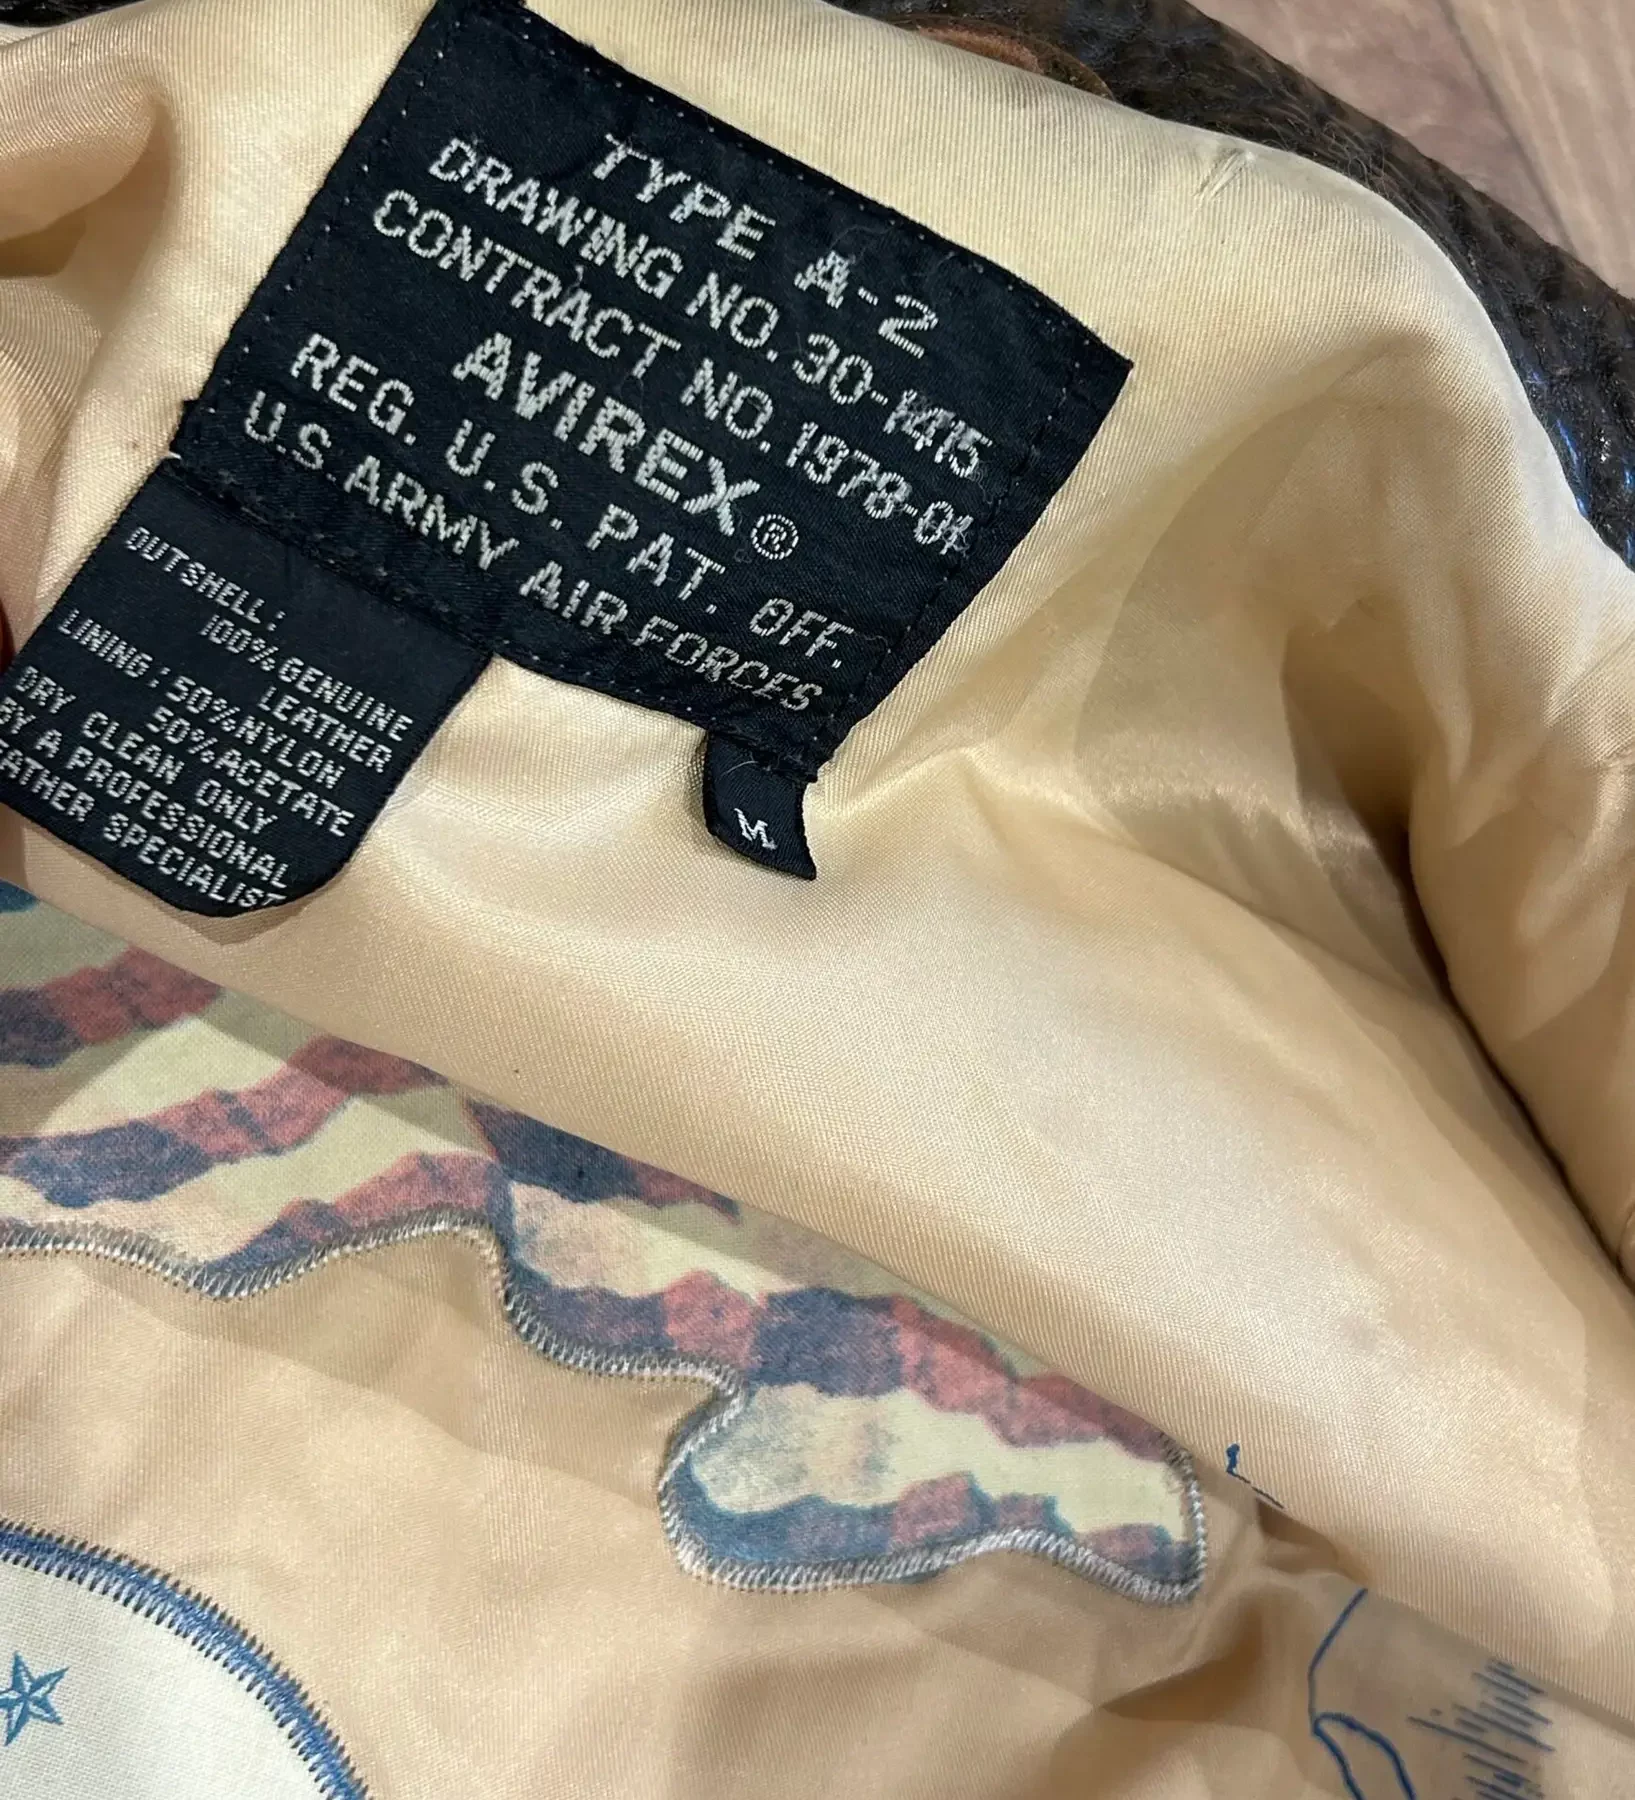 TYPE A-2
DRAWING NO. 30-1415
CONTRACT NO. 1978-01
AVIREX®
REG. U.S. PAT. OFF.
U.S. ARMY AIR FORCES
M
OUTSHELL:
100% GENUINE
LEATHER
LINING: 50% NYLON
50% ACETATE
DRY CLEAN ONLY
BY A PROFESSIONAL
EATHER SPECIALIST